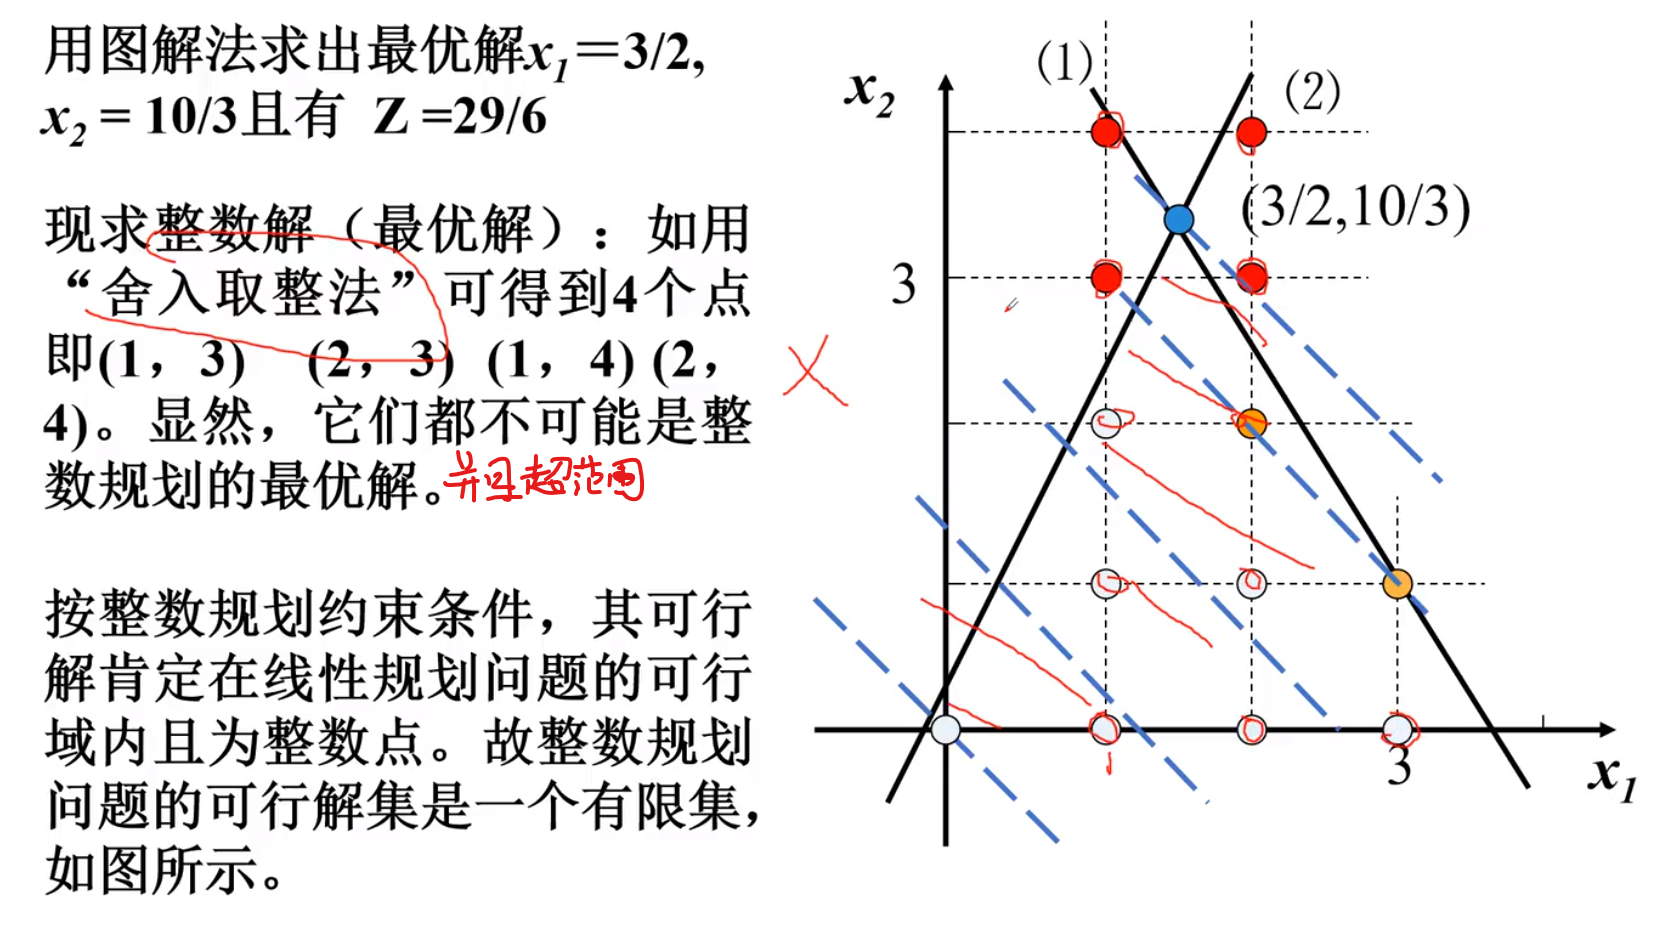 用图解法求出最优解x₁＝3/2,
x₂ = 10/3且有 Z =29/6
现求整数解（最优解）：如用
“舍入取整法”可得到4个点
即(1，3) (2，3) (1，4) (2，
4)。显然，它们都不可能是整
数规划的最优解。并且超范围
按整数规划约束条件，其可行
解肯定在线性规划问题的可行
域内且为整数点。故整数规划
问题的可行解集是一个有限集，
如图所示。
(1)
(2)
x₂
(3/2,10/3)
3
3
x₁